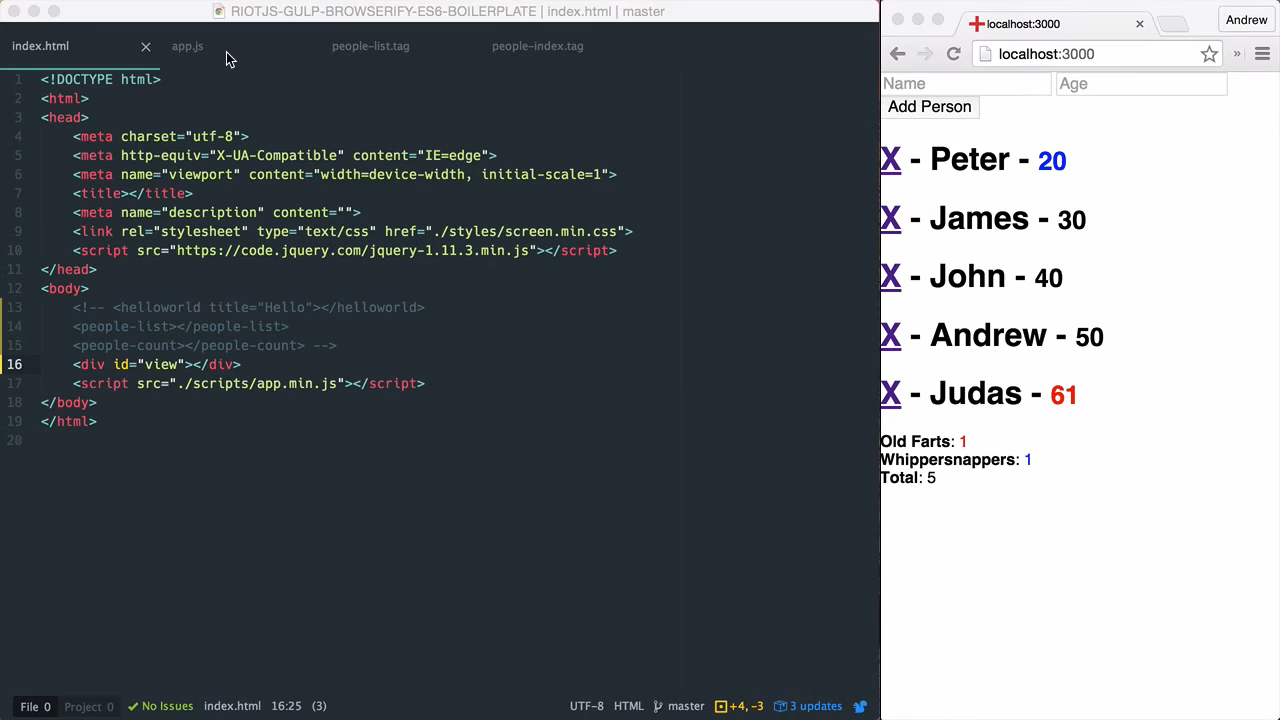 RIOTJS-GULP-BROWSERIFY-ES6-BOILERPLATE | index.html | master
index.html app.js people-list.tag people-index.tag
1 <!DOCTYPE html>
2 <html>
3 <head>
4 <meta charset="utf-8">
5 <meta http-equiv="X-UA-Compatible" content="IE=edge">
6 <meta name="viewport" content="width=device-width, initial-scale=1">
7 <title></title>
8 <meta name="description" content="">
9 <link rel="stylesheet" type="text/css" href="./styles/screen.min.css">
10 <script src="https://code.jquery.com/jquery-1.11.3.min.js"></script>
11 </head>
12 <body>
13 <!-- <helloworld title="Hello"></helloworld>
14 <people-list></people-list>
15 <people-count></people-count> -->
16 <div id="view"></div>
17 <script src="./scripts/app.min.js"></script>
18 </body>
19 </html>
20
File 0 Project 0 No Issues index.html 16:25 (3) UTF-8 HTML master +4, -3 3 updates
localhost:3000 Andrew
localhost:3000 »
Name Age
Add Person
X - Peter - 20
X - James - 30
X - John - 40
X - Andrew - 50
X - Judas - 61
Old Farts: 1
Whippersnappers: 1
Total: 5